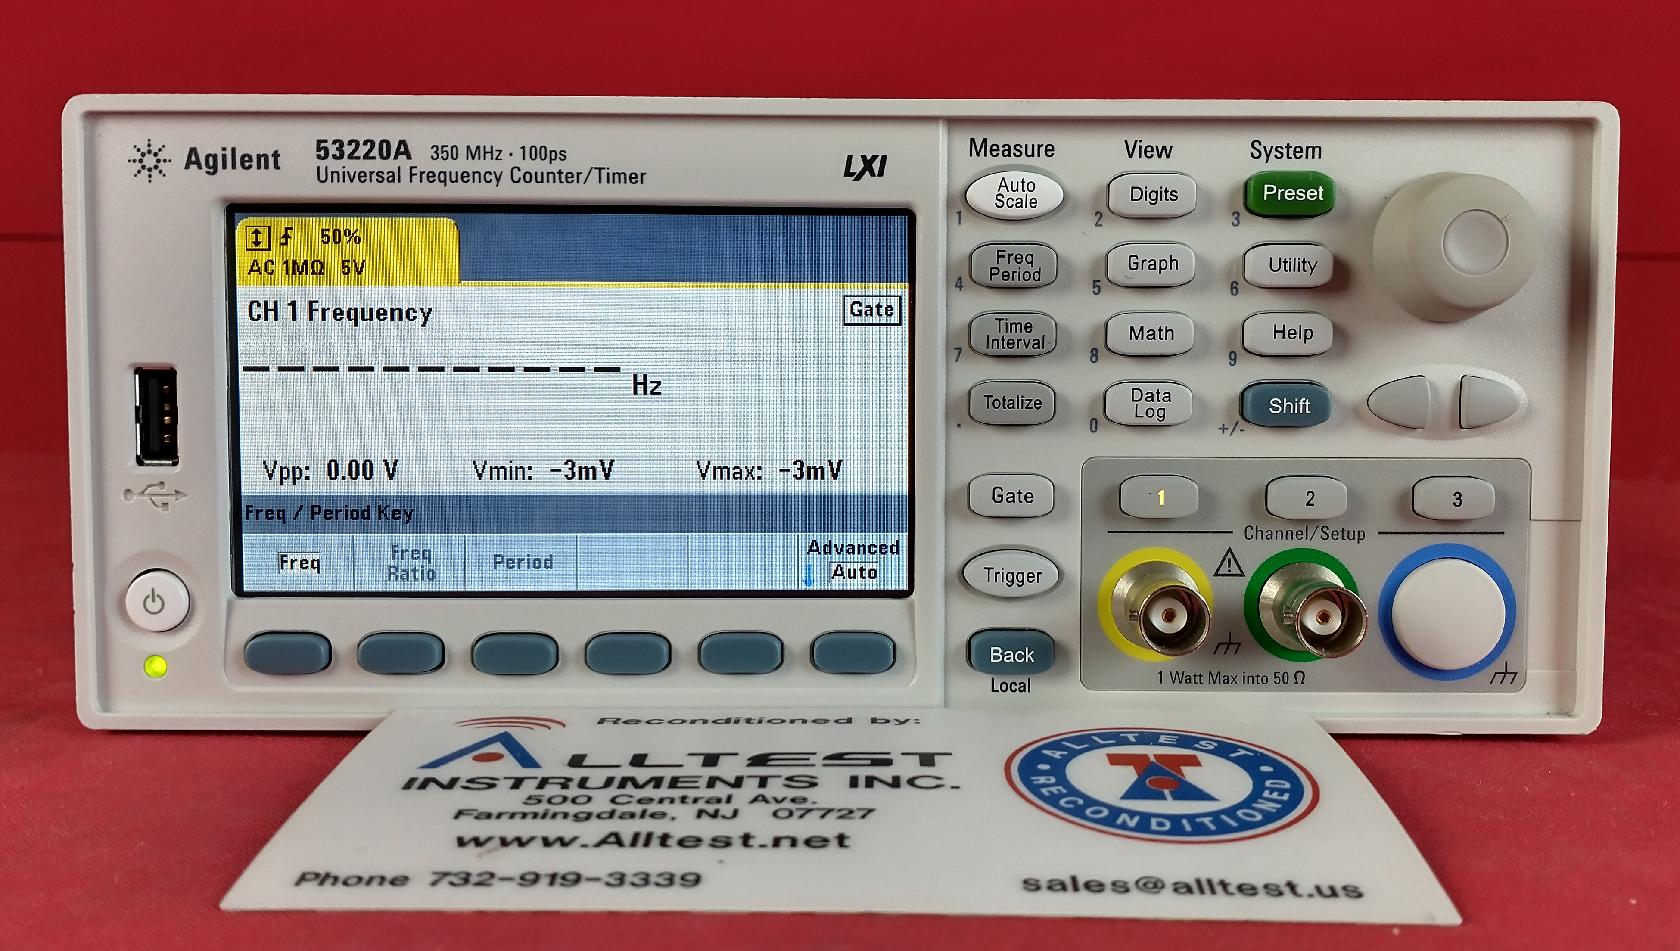 Agilent
53220A 350 MHz · 100ps
Universal Frequency Counter/Timer
LXI
50%
AC 1MΩ 5V
CH 1 Frequency
Gate
Hz
Vpp: 0.00 V Vmin: -3mV Vmax: -3mV
Freq / Period Key
Freq
Freq Ratio
Period
Advanced
Auto
Measure View System
Auto Scale
1
Digits
2
Preset
3
Freq Period
4
Graph
5
Utility
6
Time Interval
7
Math
8
Help
9
Totalize
.
Data Log
0
Shift
+/-
Gate
Trigger
Back
Local
1 2 3
Channel/Setup
1 Watt Max into 50 Ω
Reconditioned by:
ALLTEST
INSTRUMENTS INC.
500 Central Ave.
Farmingdale, NJ 07727
www.Alltest.net
Phone 732-919-3339
ALLTEST
RECONDITIONED
sales@alltest.us